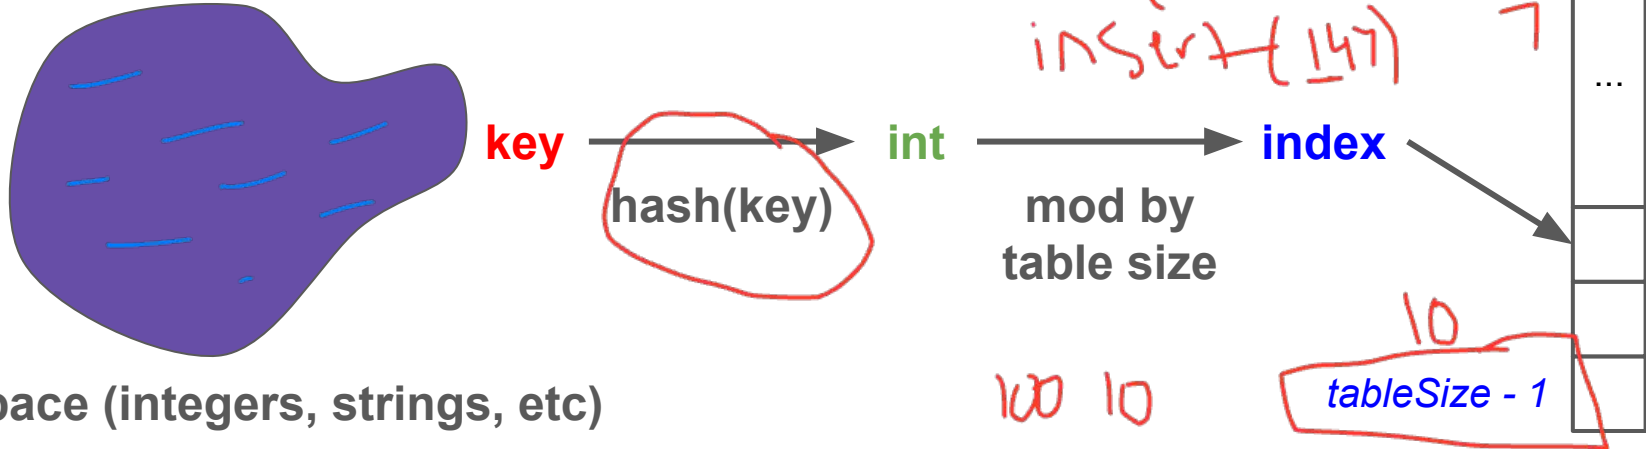 insert(147) 7
...
key int index
hash(key) mod by
table size
10
100 10 tableSize - 1
pace (integers, strings, etc)